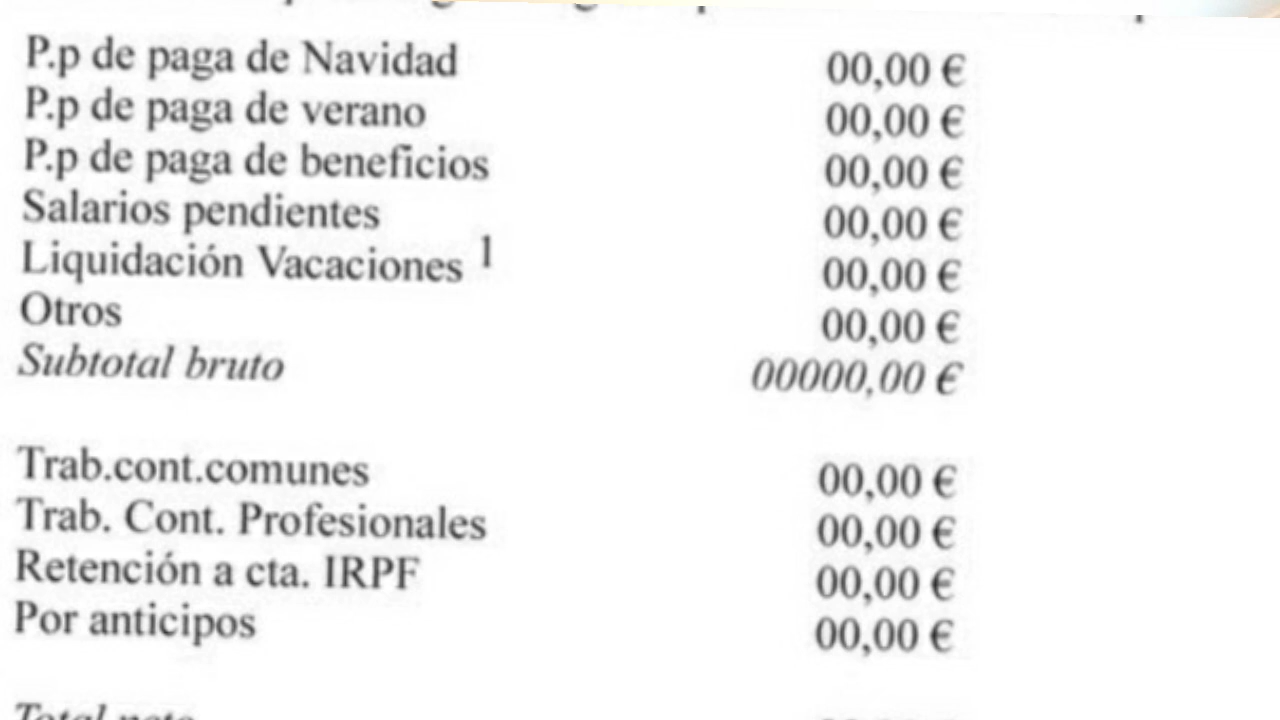 P.p de paga de Navidad 00,00 €
P.p de paga de verano 00,00 €
P.p de paga de beneficios 00,00 €
Salarios pendientes 00,00 €
Liquidación Vacaciones 1 00,00 €
Otros 00,00 €
Subtotal bruto 00000,00 €
Trab.cont.comunes 00,00 €
Trab. Cont. Profesionales 00,00 €
Retención a cta. IRPF 00,00 €
Por anticipos 00,00 €
Total neto